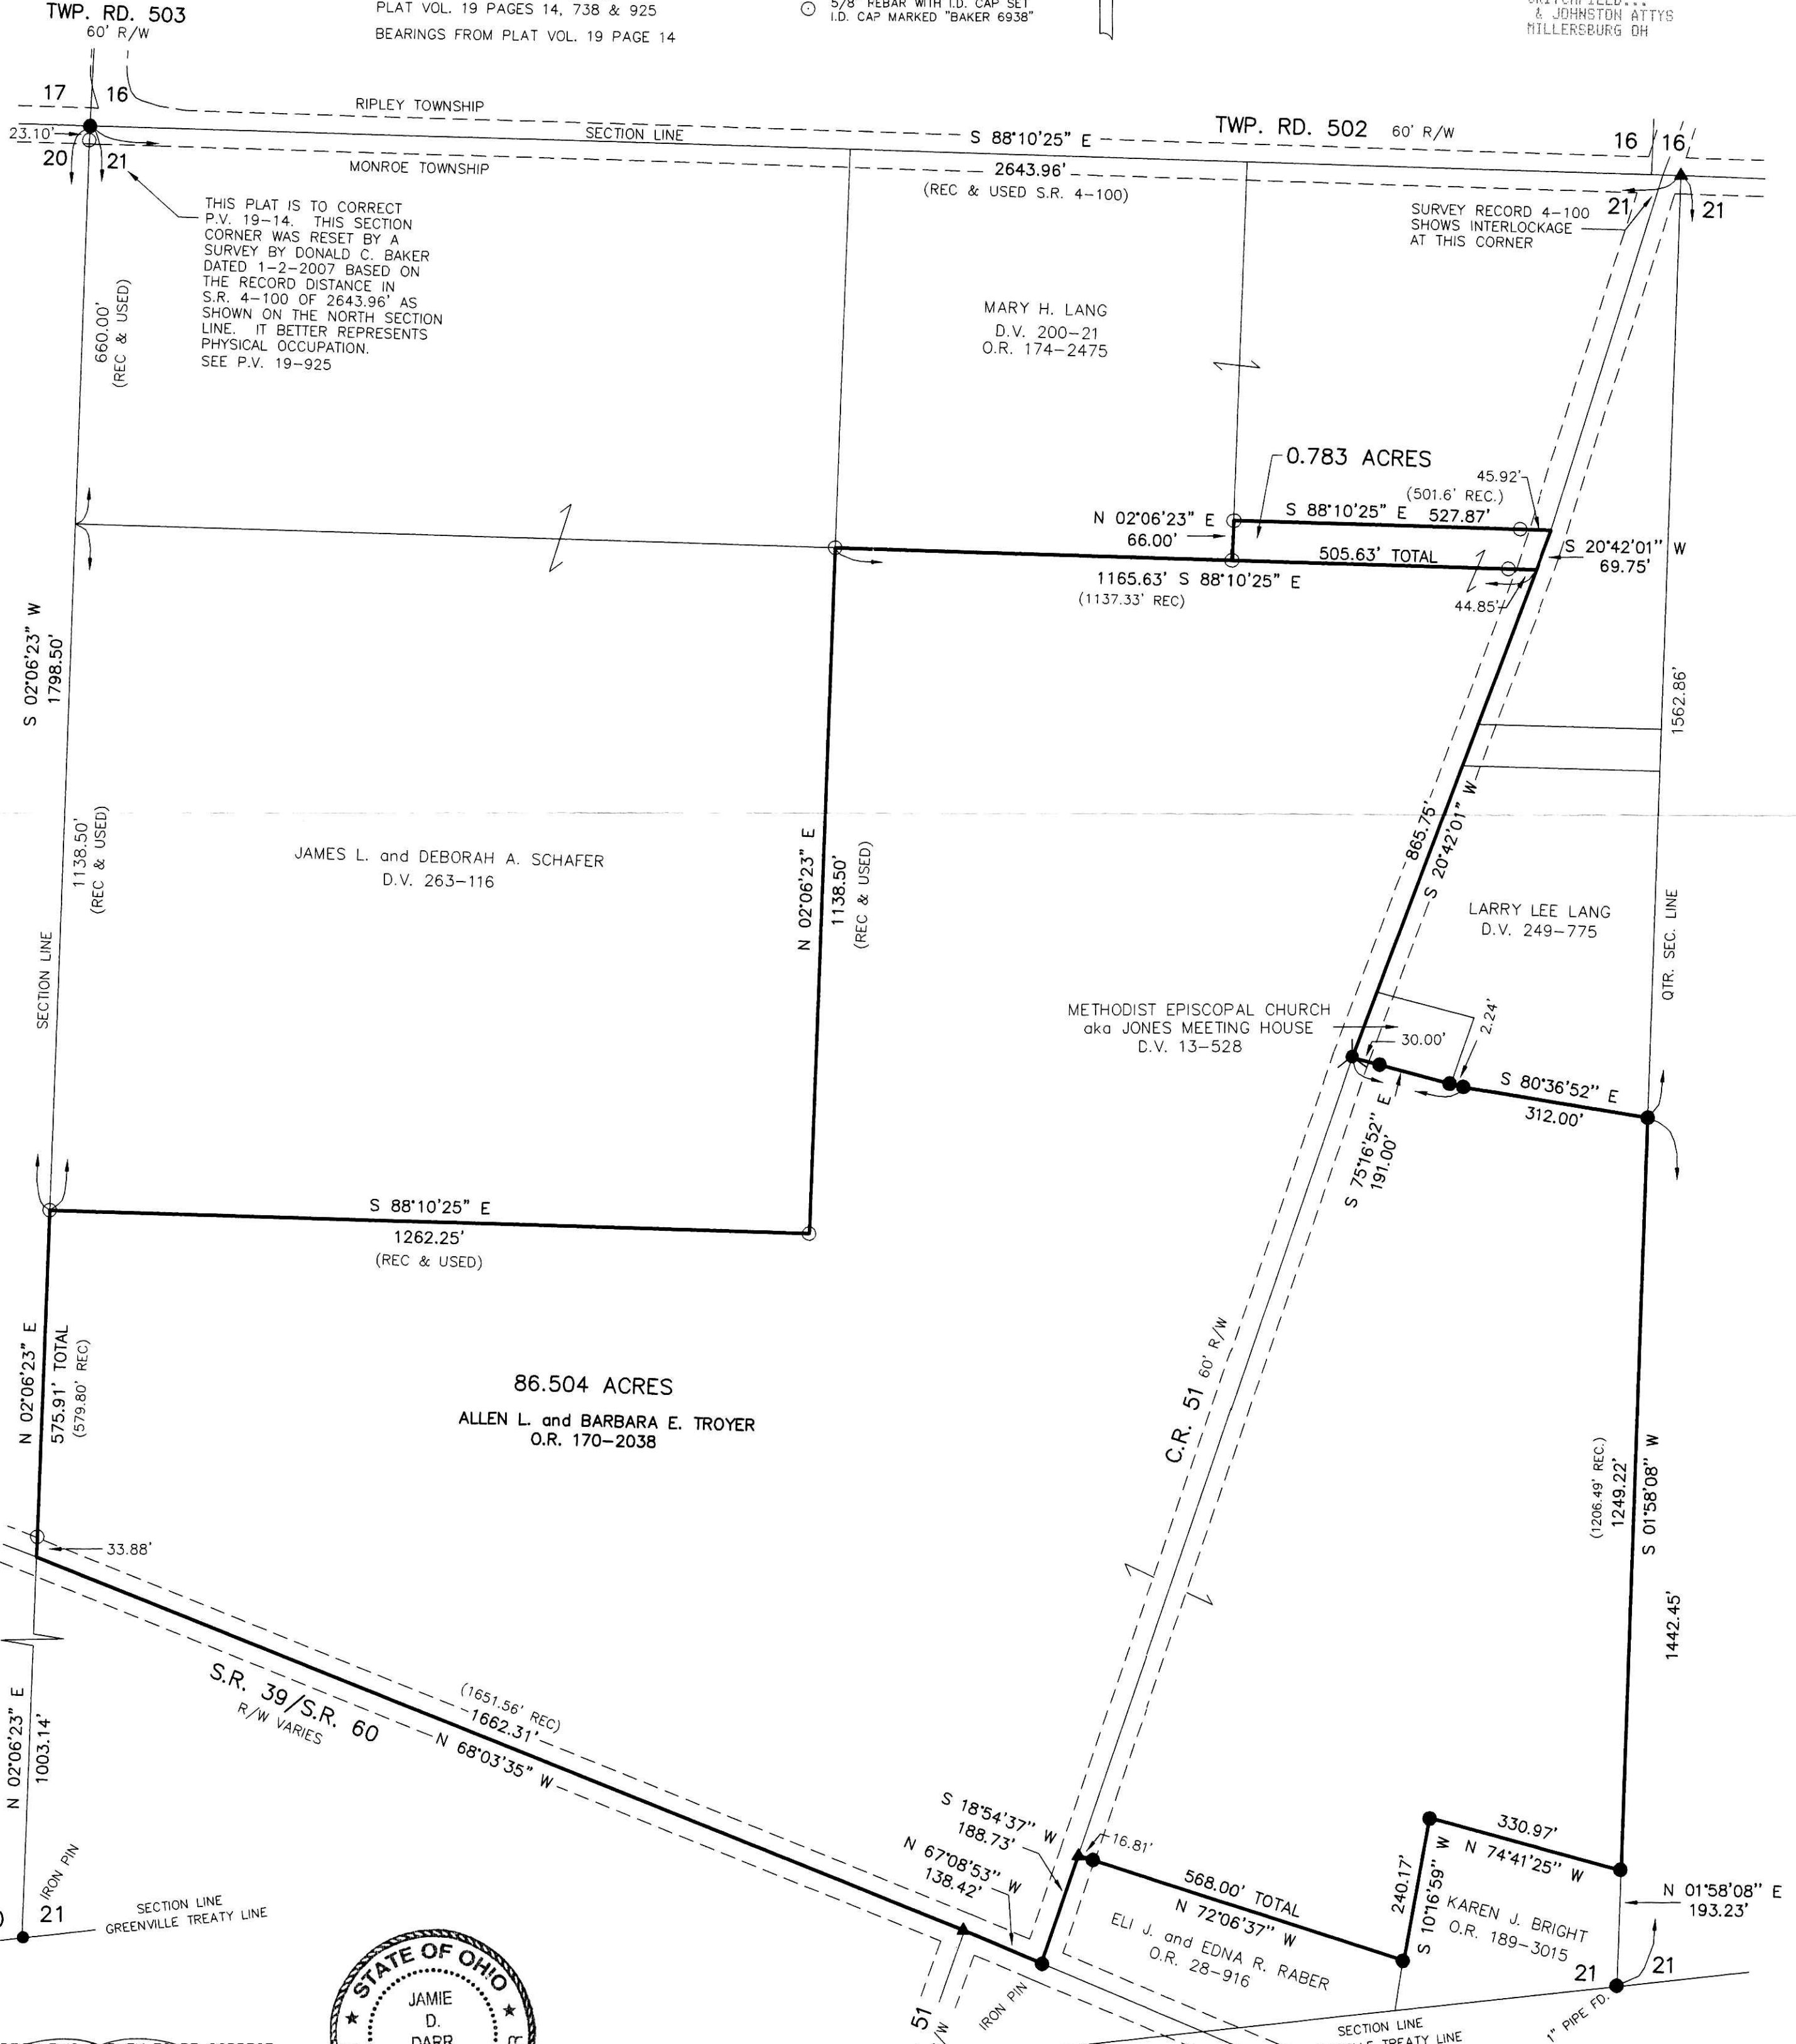 TWP. RD. 503
60' R/W
PLAT VOL. 19 PAGES 14, 738 & 925
BEARINGS FROM PLAT VOL. 19 PAGE 14
5/8" REBAR WITH I.D. CAP SET
I.D. CAP MARKED "BAKER 6938"
& JOHNSTON ATTYS
MILLERSBURG OH
17
16
RIPLEY TOWNSHIP
SECTION LINE
S 88°10'25" E
TWP. RD. 502 60' R/W
16
16
23.10'
20
21
MONROE TOWNSHIP
2643.96'
(REC & USED S.R. 4-100)
THIS PLAT IS TO CORRECT
P.V. 19-14. THIS SECTION
CORNER WAS RESET BY A
SURVEY BY DONALD C. BAKER
DATED 1-2-2007 BASED ON
THE RECORD DISTANCE IN
S.R. 4-100 OF 2643.96' AS
SHOWN ON THE NORTH SECTION
LINE. IT BETTER REPRESENTS
PHYSICAL OCCUPATION.
SEE P.V. 19-925
SURVEY RECORD 4-100
SHOWS INTERLOCKAGE
AT THIS CORNER
21
21
660.00'
(REC & USED)
MARY H. LANG
D.V. 200-21
O.R. 174-2475
0.783 ACRES
45.92'
(501.6' REC.)
N 02°06'23" E
66.00'
S 88°10'25" E 527.87'
505.63' TOTAL
S 20°42'01" W
69.75'
1165.63' S 88°10'25" E
(1137.33' REC)
44.85'
S 02°06'23" W
1798.50'
1562.86'
1138.50'
(REC & USED)
SECTION LINE
JAMES L. and DEBORAH A. SCHAFER
D.V. 263-116
N 02°06'23" E
1138.50'
(REC & USED)
865.75'
S 20°42'01" W
LARRY LEE LANG
D.V. 249-775
QTR. SEC. LINE
METHODIST EPISCOPAL CHURCH
aka JONES MEETING HOUSE
D.V. 13-528
30.00'
2.24'
S 80°36'52" E
312.00'
S 75°16'52" E
191.00'
S 88°10'25" E
1262.25'
(REC & USED)
N 02°06'23" E
575.91' TOTAL
(579.80' REC)
86.504 ACRES
ALLEN L. and BARBARA E. TROYER
O.R. 170-2038
C.R. 51 60' R/W
(1206.49' REC.)
1249.22'
S 01°58'08" W
1442.45'
33.88'
S.R. 39/S.R. 60
R/W VARIES
(1651.56' REC)
1662.31'
N 68°03'35" W
N 02°06'23" E
1003.14'
S 18°54'37" W
188.73'
16.81'
N 67°08'53" W
138.42'
568.00' TOTAL
N 72°06'37" W
330.97'
N 74°41'25" W
240.17'
S 10°16'59" W
KAREN J. BRIGHT
O.R. 189-3015
N 01°58'08" E
193.23'
ELI J. and EDNA R. RABER
O.R. 28-916
IRON PIN
21
SECTION LINE
GREENVILLE TREATY LINE
STATE OF OHIO
JAMIE
D.
DARR
51
IRON PIN
21
21
1" PIPE FD.
SECTION LINE
TREATY LINE